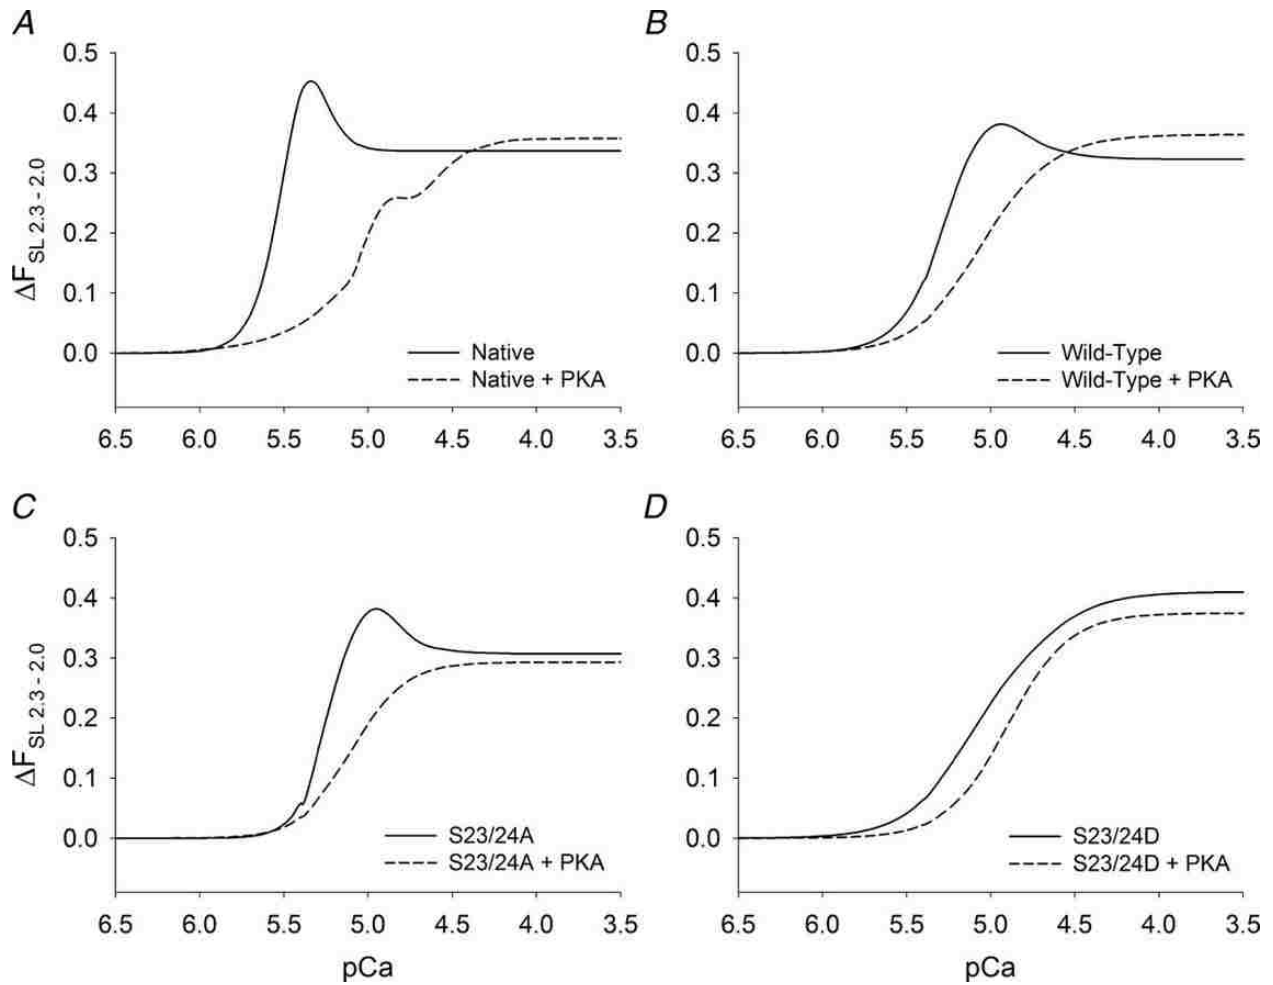 A
0.5
0.4
0.3
0.2
0.1
0.0
ΔF SL 2.3 - 2.0
Native
Native + PKA
6.5 6.0 5.5 5.0 4.5 4.0 3.5
B
0.5
0.4
0.3
0.2
0.1
0.0
Wild-Type
Wild-Type + PKA
6.5 6.0 5.5 5.0 4.5 4.0 3.5
C
0.5
0.4
0.3
0.2
0.1
0.0
ΔF SL 2.3 - 2.0
S23/24A
S23/24A + PKA
6.5 6.0 5.5 5.0 4.5 4.0 3.5
pCa
D
0.5
0.4
0.3
0.2
0.1
0.0
S23/24D
S23/24D + PKA
6.5 6.0 5.5 5.0 4.5 4.0 3.5
pCa